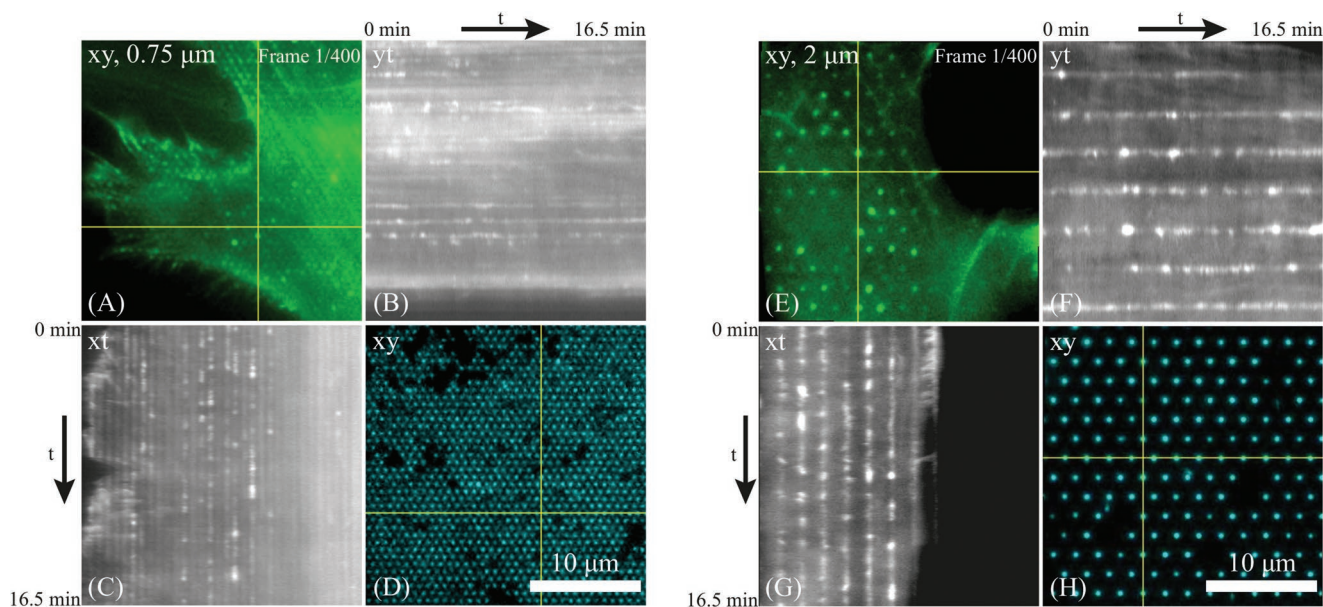 0 min
t
16.5 min
xy, 0.75 μm
Frame 1/400
(A)
yt
(B)
0 min
xt
t
16.5 min
(C)
xy
10 μm
(D)
0 min
t
16.5 min
xy, 2 μm
Frame 1/400
(E)
yt
(F)
0 min
xt
t
16.5 min
(G)
xy
10 μm
(H)